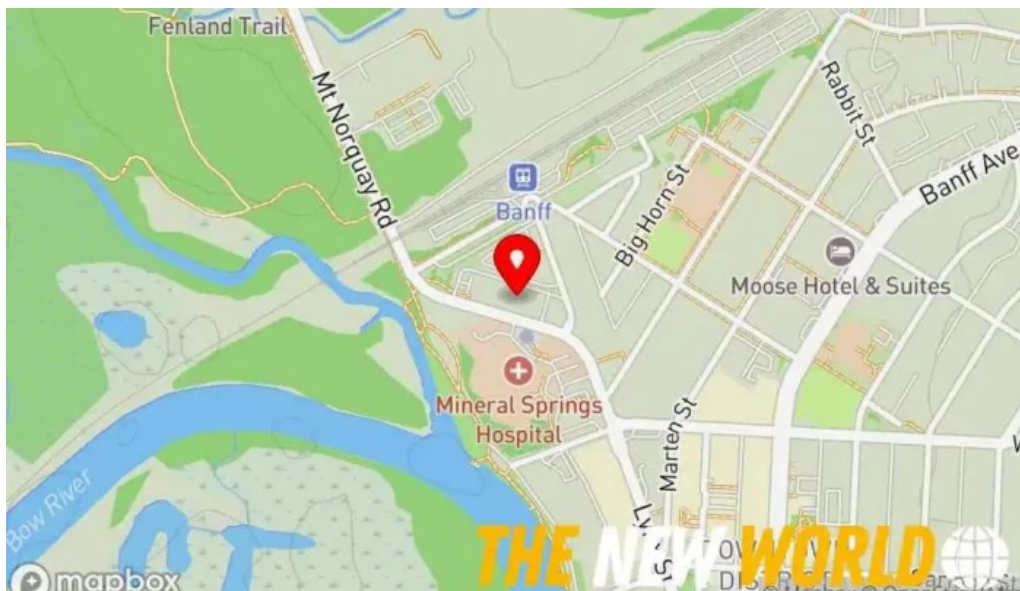 Fenland Trail
Mt Norquay Rd
Rabbit St
Banff Ave
Banff
Big Horn St
Moose Hotel & Suites
Mineral Springs
Hospital
Marten St
Bow River
THE NEW WORLD
mapbox